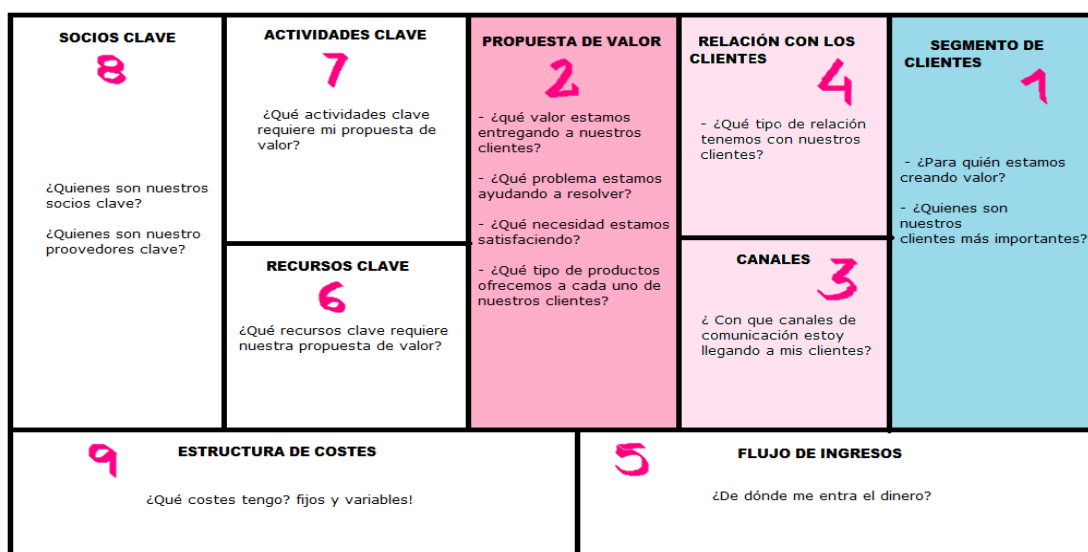 SOCIOS CLAVE
8
¿Quienes son nuestros
socios clave?
¿Quienes son nuestro
proovedores clave?
ACTIVIDADES CLAVE
7
¿Qué actividades clave
requiere mi propuesta de
valor?
RECURSOS CLAVE
6
¿Qué recursos clave requiere
nuestra propuesta de valor?
PROPUESTA DE VALOR
2
- ¿qué valor estamos
entregando a nuestros
clientes?
- ¿Qué problema estamos
ayudando a resolver?
- ¿Qué necesidad estamos
satisfaciendo?
- ¿Qué tipo de productos
ofrecemos a cada uno de
nuestros clientes?
RELACIÓN CON LOS
CLIENTES
4
- ¿Qué tipo de relación
tenemos con nuestros
clientes?
CANALES
3
¿ Con que canales de
comunicación estoy
llegando a mis clientes?
SEGMENTO DE
CLIENTES
1
- ¿Para quién estamos
creando valor?
- ¿Quienes son
nuestros
clientes más importantes?
9
ESTRUCTURA DE COSTES
¿Qué costes tengo? fijos y variables!
5
FLUJO DE INGRESOS
¿De dónde me entra el dinero?